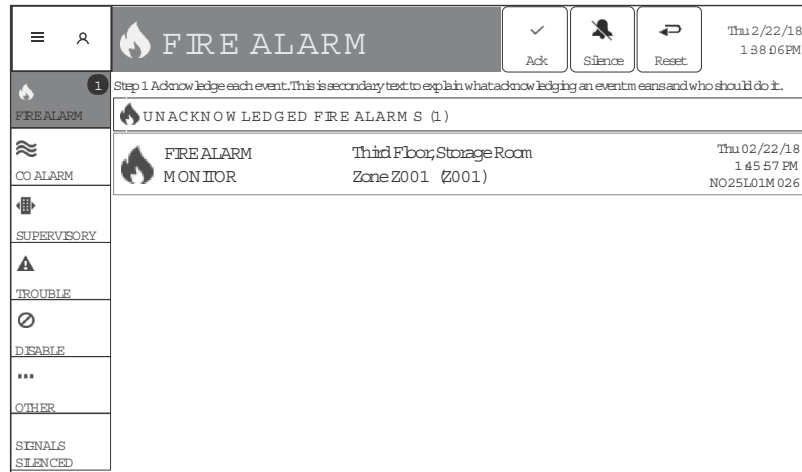 FIRE ALARM
Ack
Silence
Reset
Thu 2/22/18
1:38:06 PM
1
FIRE ALARM
CO ALARM
SUPERVISORY
TROUBLE
DISABLE
OTHER
SIGNALS
SILENCED
Step 1 Acknowledge each event. This is secondary text to explain what acknowledging an event means and who should do it.
UNACKNOWLEDGED FIRE ALARMS (1)
FIRE ALARM
MONITOR
Third Floor, Storage Room
Zone Z001 (Z001)
Thu 02/22/18
1:45:57 PM
NO25L01M026